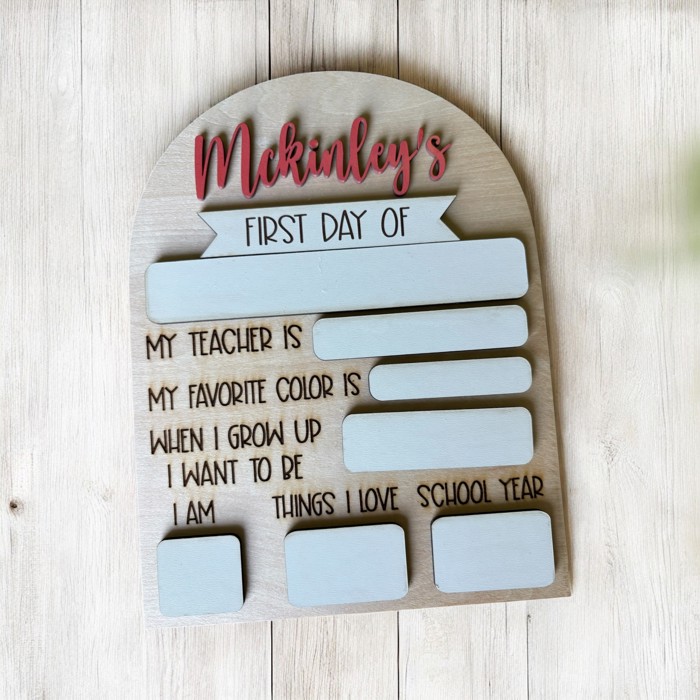 Mckinley's
FIRST DAY OF
MY TEACHER IS
MY FAVORITE COLOR IS
WHEN I GROW UP
I WANT TO BE
I AM
THINGS I LOVE
SCHOOL YEAR